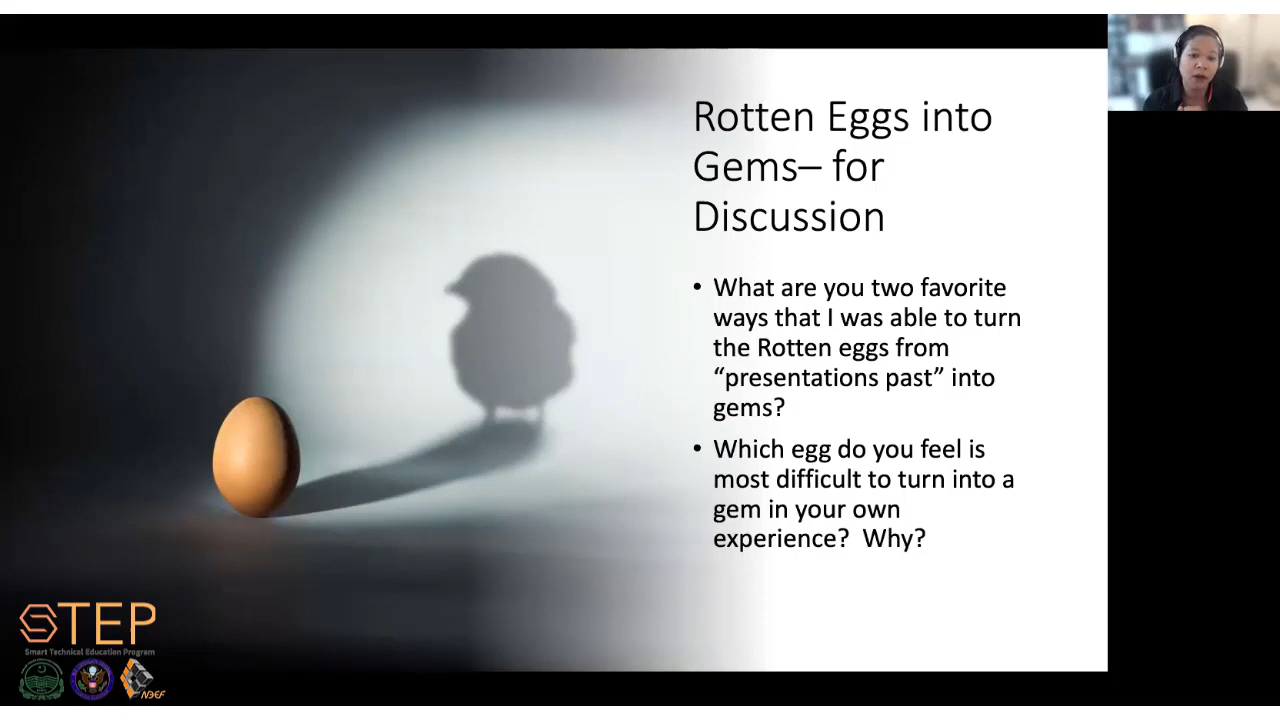 Rotten Eggs into
Gems– for
Discussion
• What are you two favorite
ways that I was able to turn
the Rotten eggs from
“presentations past” into
gems?
• Which egg do you feel is
most difficult to turn into a
gem in your own
experience?  Why?
STEP
Smart Technical Education Program
NBEF